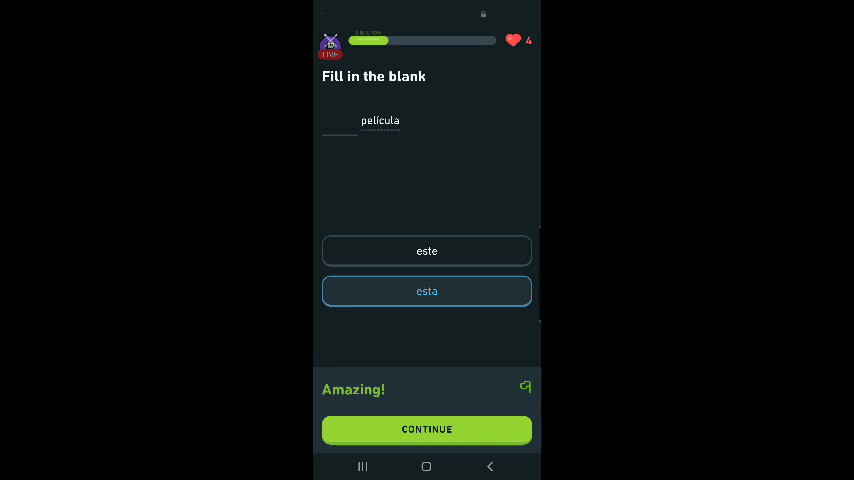 LIVE
4
Fill in the blank
película
este
esta
Amazing!
CONTINUE